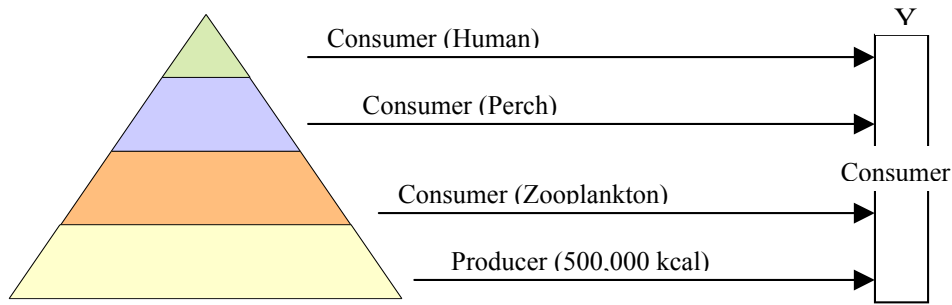 Y
Consumer (Human)
Consumer (Perch)
Consumer
Consumer (Zooplankton)
Producer (500,000 kcal)